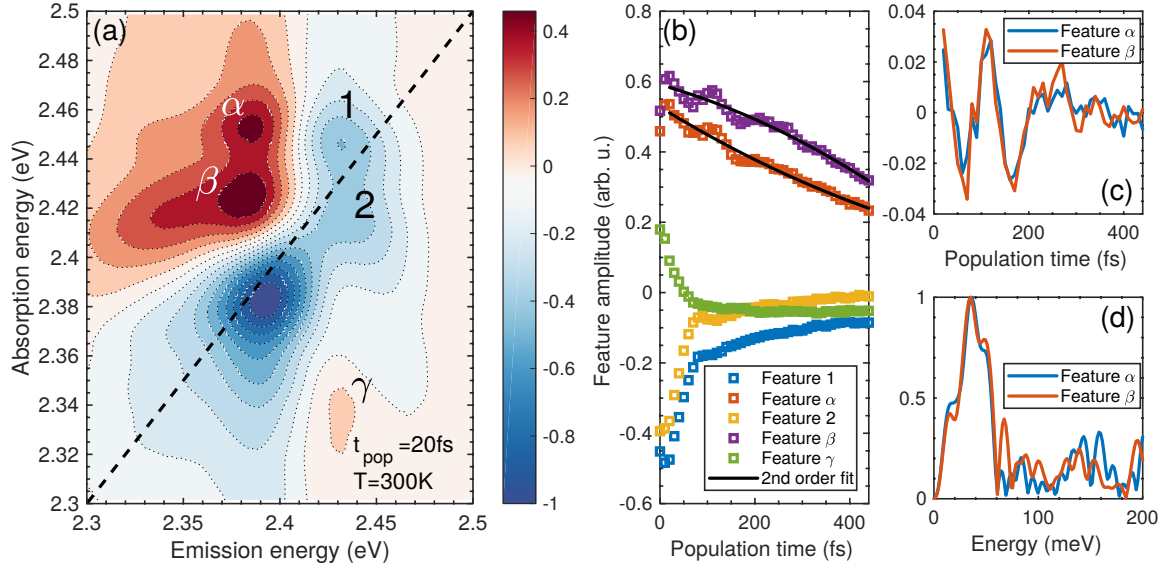 (a)
α
β
1
2
γ
t_pop =20fs
T=300K
2.5
2.48
2.46
2.44
2.42
2.4
2.38
2.36
2.34
2.32
2.3
Absorption energy (eV)
2.3
2.35
2.4
2.45
2.5
Emission energy (eV)
0.4
0.2
0
-0.2
-0.4
-0.6
-0.8
-1
(b)
0.8
0.6
0.4
0.2
0
-0.2
-0.4
-0.6
Feature amplitude (arb. u.)
Feature 1
Feature α
Feature 2
Feature β
Feature γ
2nd order fit
0
200
400
Population time (fs)
0.04
0.02
0
-0.02
-0.04
Feature α
Feature β
(c)
0
200
400
Population time (fs)
1
0.5
0
(d)
Feature α
Feature β
0
50
100
150
200
Energy (meV)